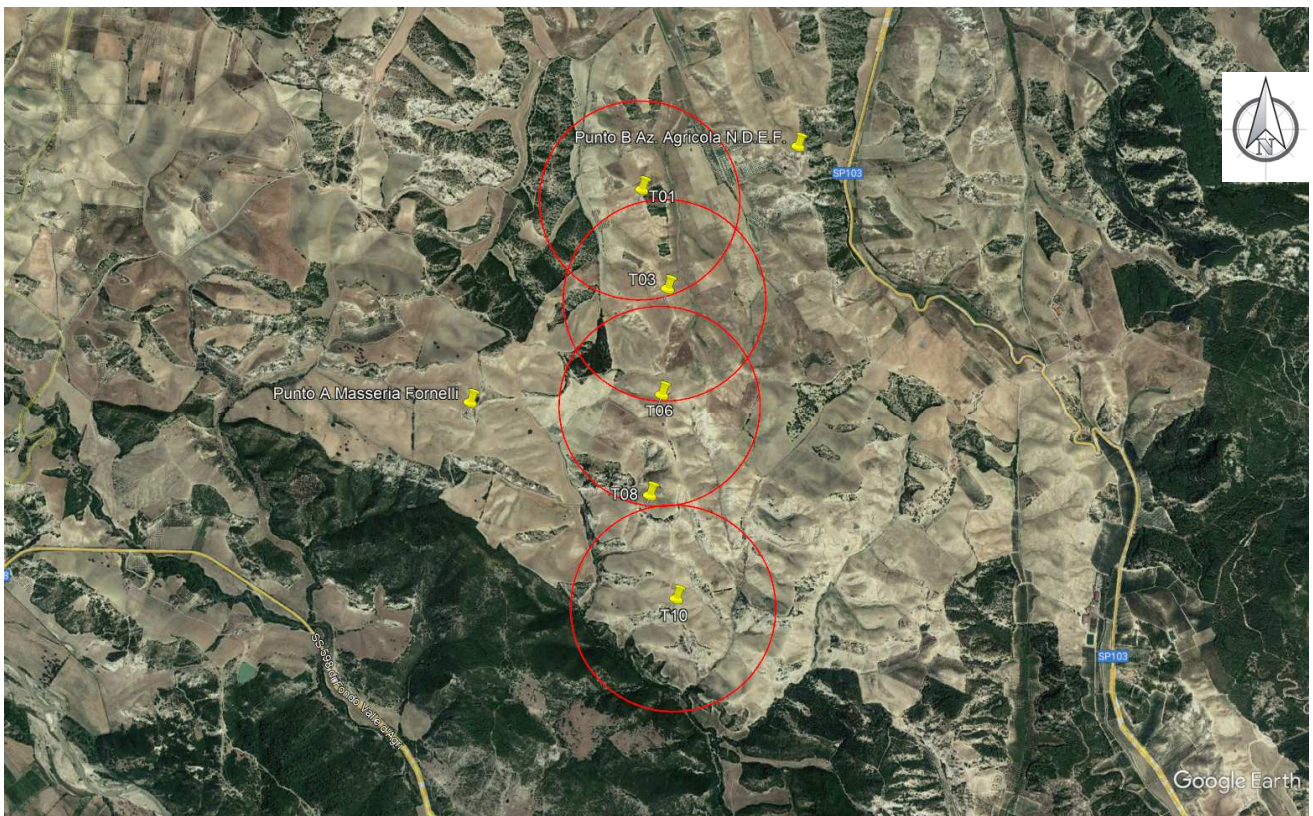 N
Punto B Az. Agricola N.D.E.F.
SP103
T01
T03
Punto A Masseria Fornelli
T06
T08
T10
SP103
Google Earth